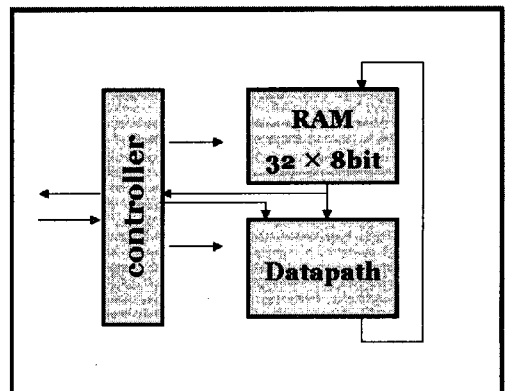 controller
RAM
32 × 8bit
Datapath